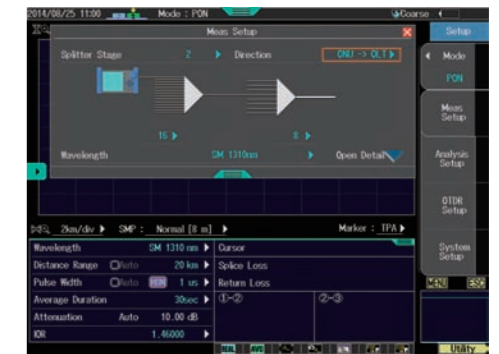 2014/08/25 11:00 Mode : PON Coarse
Meas Setup
Splitter Stage 2 Direction ONU -> OLT
16 8
Wavelength SM 1310nm Open Detail
Setup
Mode
PON
Meas
Setup
Analysis
Setup
OTDR
Setup
System
Setup
MENU ESC
Utility
2km/div SMP : Normal [8 m] Marker : TPA
Wavelength SM 1310 nm Cursor
Distance Range Auto 20 km Splice Loss
Pulse Width Auto 1 us Return Loss
Average Duration 30sec ①-② ②-③
Attenuation Auto 10.00 dB
IOR 1.46000
REAL AVG